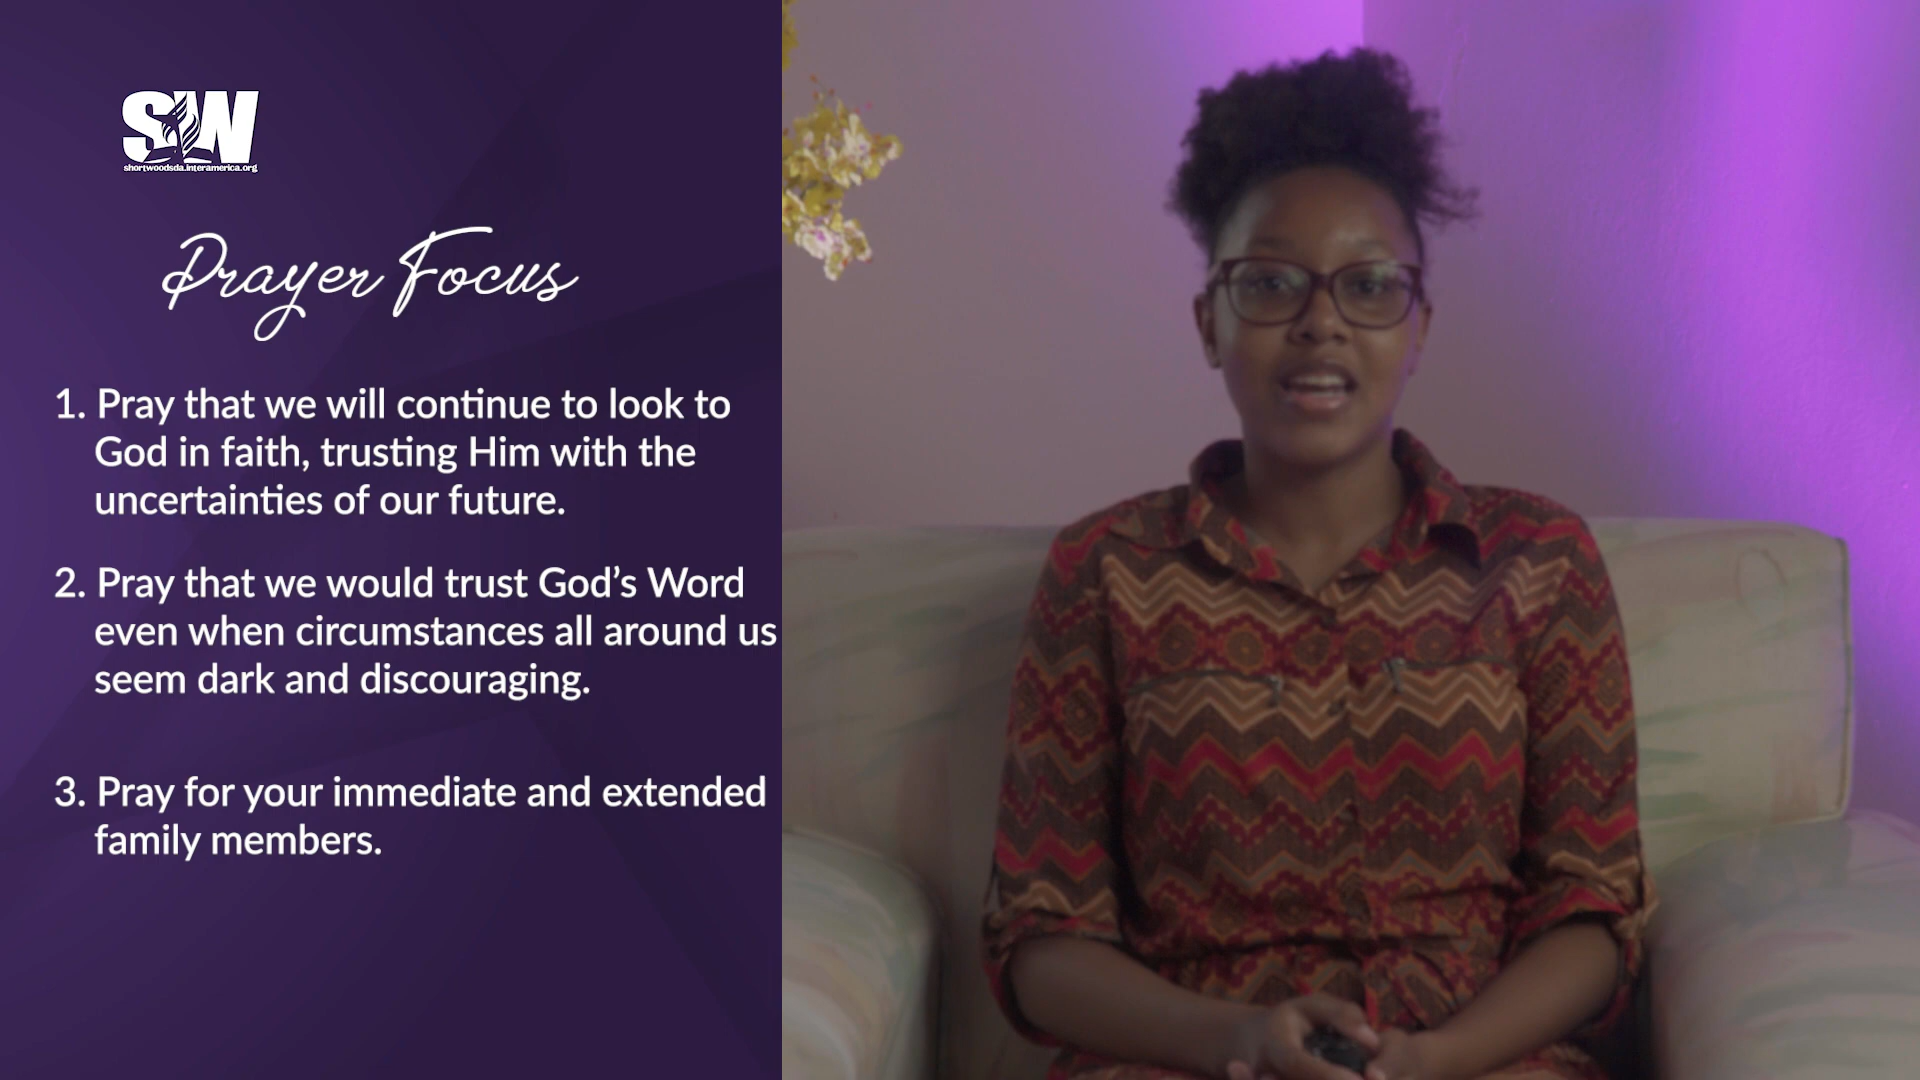 SW
shortwoodsda.interamerica.org
Prayer Focus
1. Pray that we will continue to look to
God in faith, trusting Him with the
uncertainties of our future.
2. Pray that we would trust God’s Word
even when circumstances all around us
seem dark and discouraging.
3. Pray for your immediate and extended
family members.